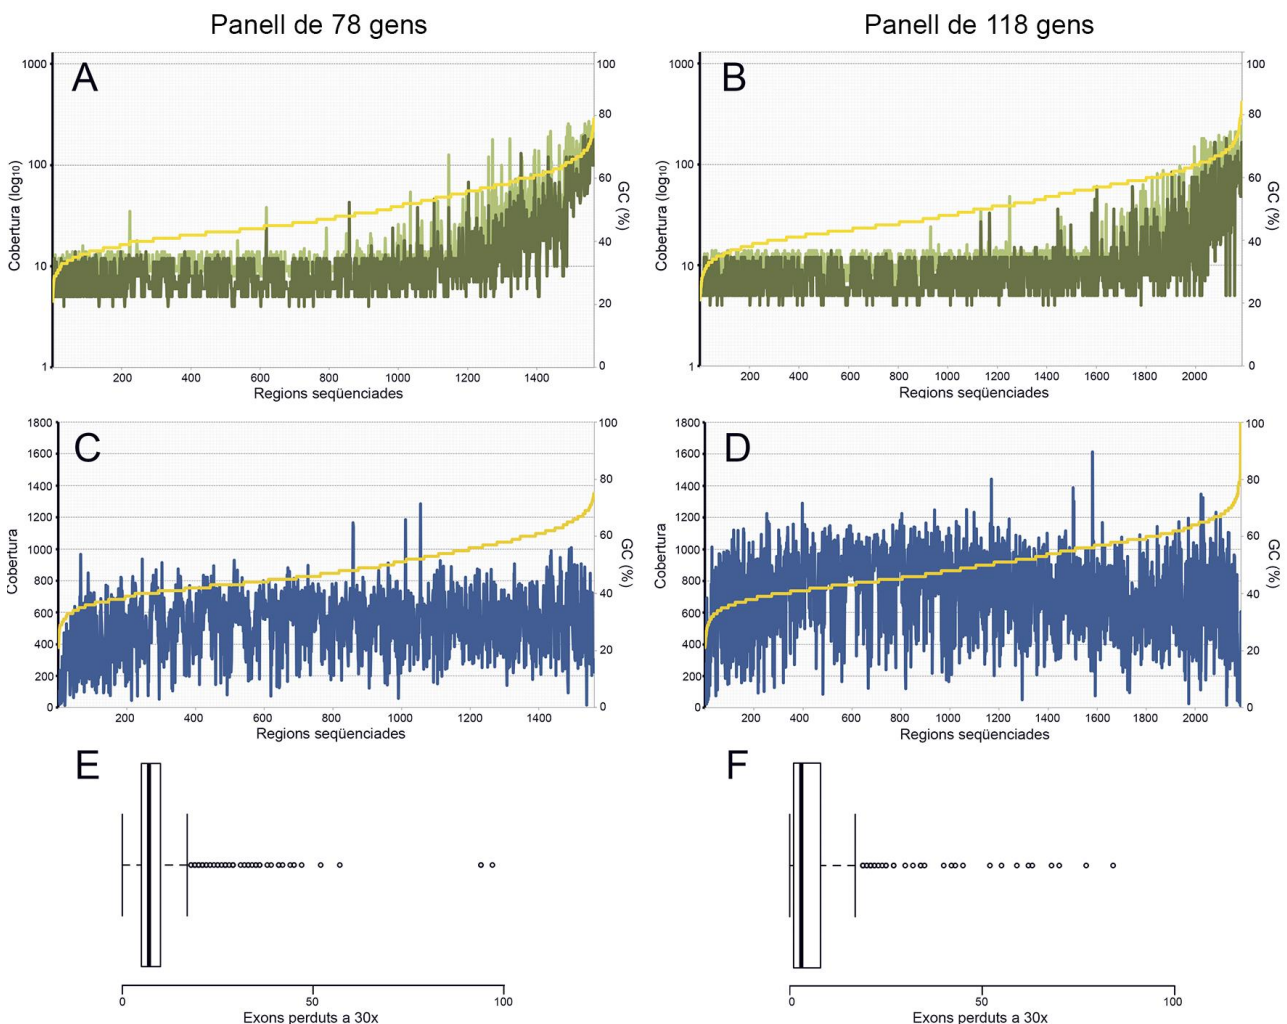 Panell de 78 gens
Panell de 118 gens
A
1000
100
10
1
Cobertura (log10)
100
80
60
40
20
0
GC (%)
200 400 600 800 1000 1200 1400
Regions seqüenciades
B
1000
100
10
1
Cobertura (log10)
100
80
60
40
20
0
GC (%)
200 400 600 800 1000 1200 1400 1600 1800 2000
Regions seqüenciades
C
1800
1600
1400
1200
1000
800
600
400
200
0
Cobertura
100
80
60
40
20
0
GC (%)
200 400 600 800 1000 1200 1400
Regions seqüenciades
D
1800
1600
1400
1200
1000
800
600
400
200
0
Cobertura
100
80
60
40
20
0
GC (%)
200 400 600 800 1000 1200 1400 1600 1800 2000
Regions seqüenciades
E
0 50 100
Exons perduts a 30x
F
0 50 100
Exons perduts a 30x